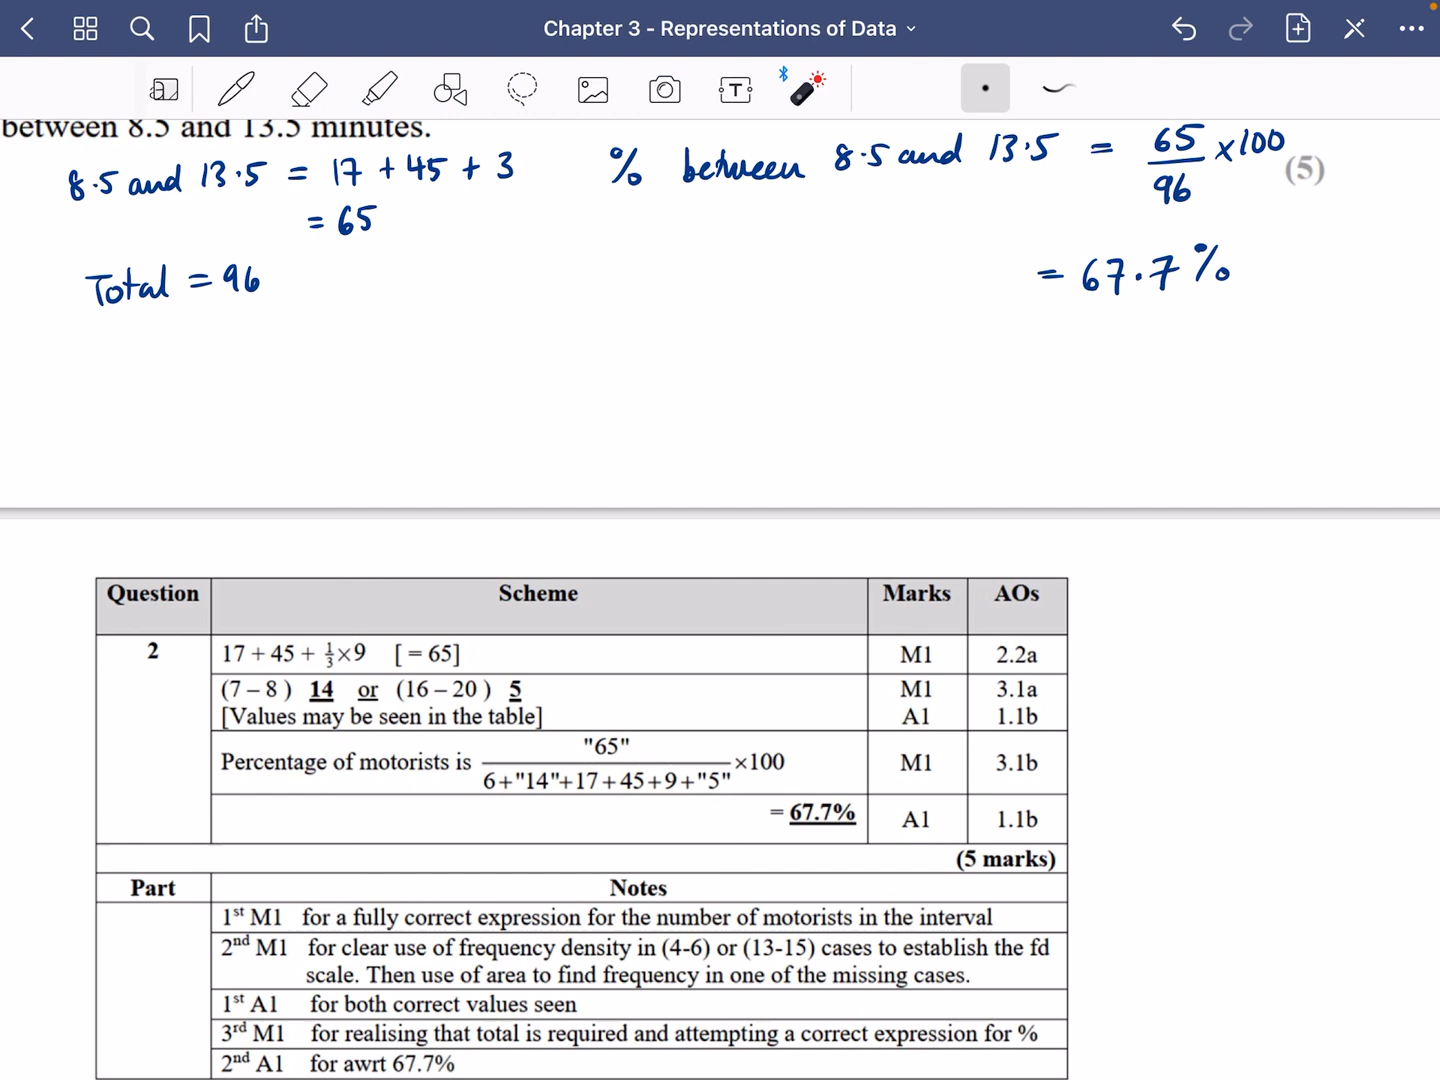 Chapter 3 - Representations of Data
between 8.5 and 13.5 minutes.
8.5 and 13.5 = 17 + 45 + 3
= 65
Total = 96
% between 8.5 and 13.5 = 65/96 × 100
(5)
= 67.7%
Question Scheme Marks AOs
2 17 + 45 + 1/3 × 9 [ = 65] M1 2.2a
(7 – 8 ) 14 or (16 – 20 ) 5 M1 3.1a
[Values may be seen in the table] A1 1.1b
Percentage of motorists is "65" / 6+"14"+17+45+9+"5" ×100 M1 3.1b
= 67.7% A1 1.1b
(5 marks)
Part Notes
1st M1 for a fully correct expression for the number of motorists in the interval
2nd M1 for clear use of frequency density in (4-6) or (13-15) cases to establish the fd
scale. Then use of area to find frequency in one of the missing cases.
1st A1 for both correct values seen
3rd M1 for realising that total is required and attempting a correct expression for %
2nd A1 for awrt 67.7%